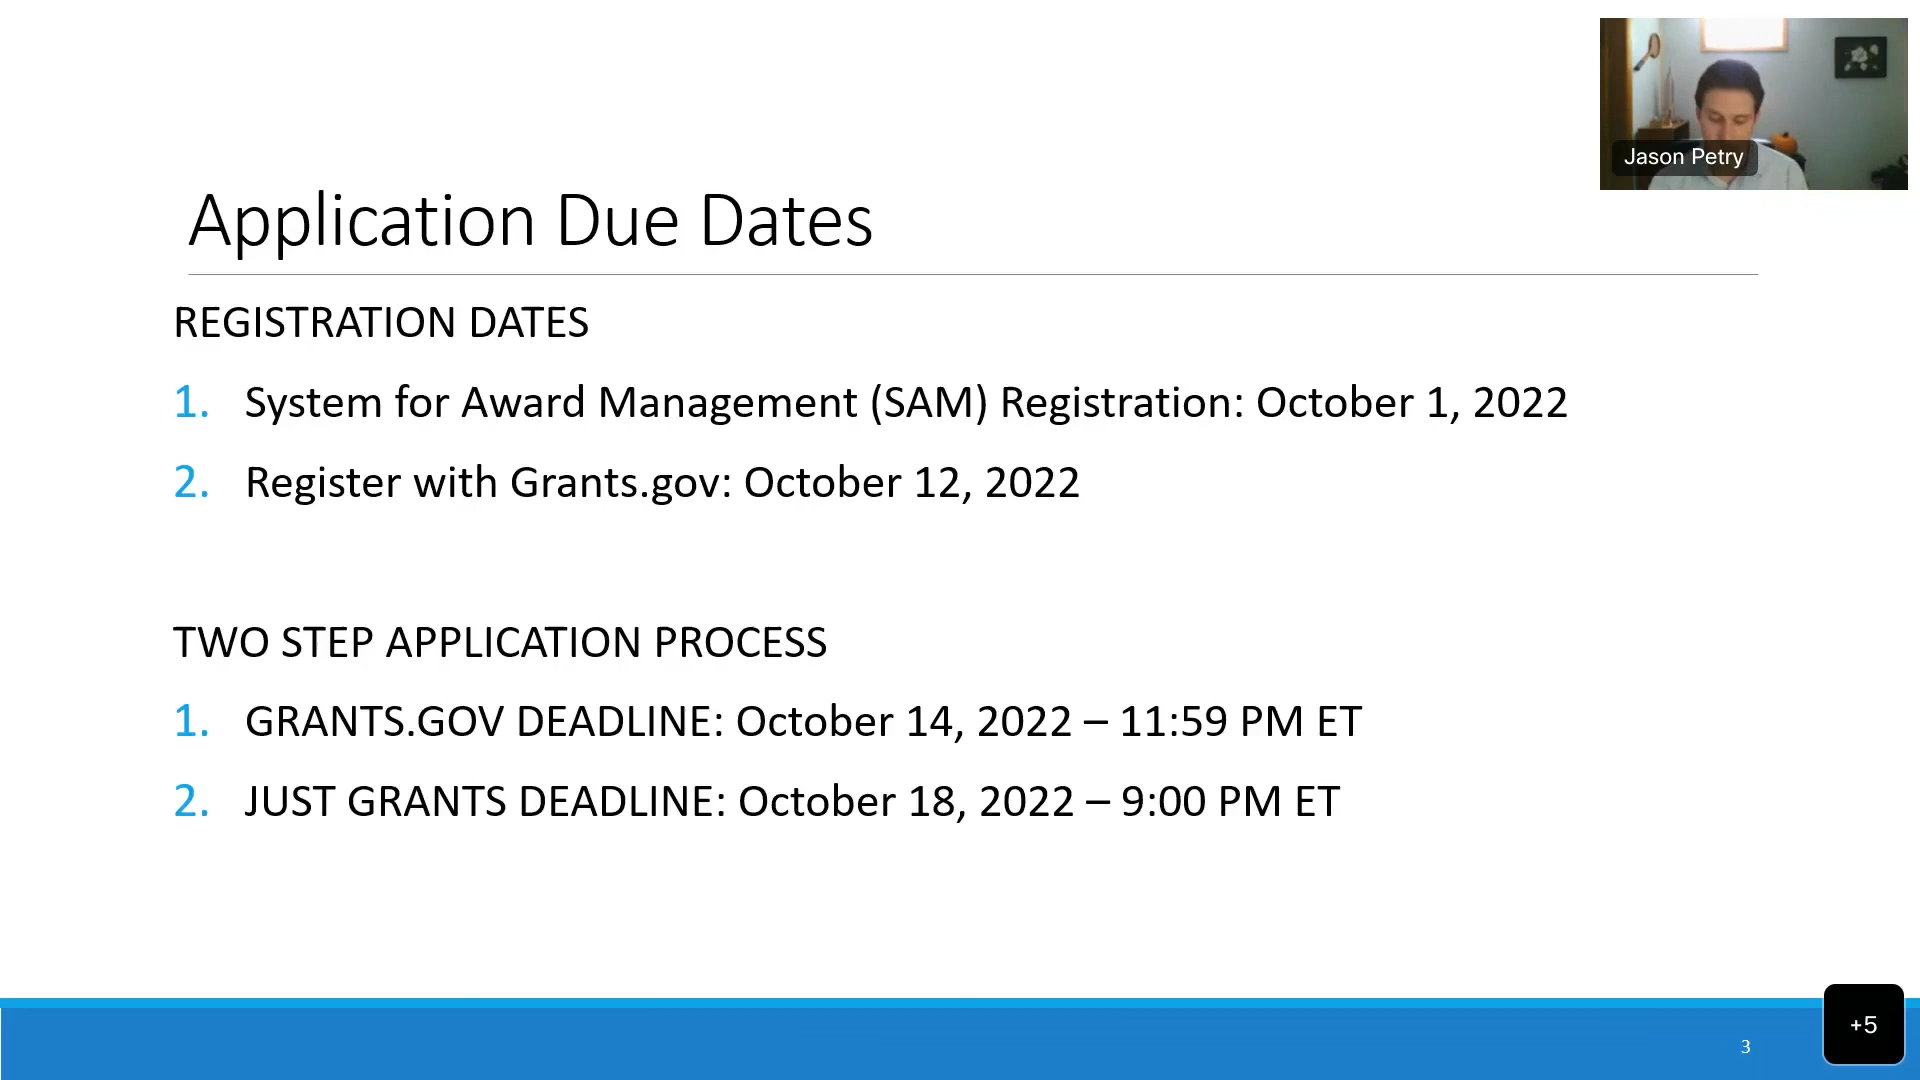 Jason Petry
Application Due Dates
REGISTRATION DATES
1. System for Award Management (SAM) Registration: October 1, 2022
2. Register with Grants.gov: October 12, 2022
TWO STEP APPLICATION PROCESS
1. GRANTS.GOV DEADLINE: October 14, 2022 – 11:59 PM ET
2. JUST GRANTS DEADLINE: October 18, 2022 – 9:00 PM ET
3
+5